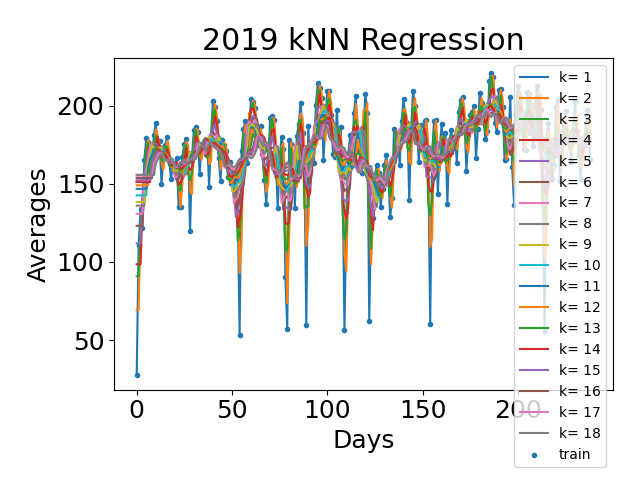 2019 kNN Regression
Averages
200
150
100
50
0
50
100
150
200
Days
k= 1
k= 2
k= 3
k= 4
k= 5
k= 6
k= 7
k= 8
k= 9
k= 10
k= 11
k= 12
k= 13
k= 14
k= 15
k= 16
k= 17
k= 18
train